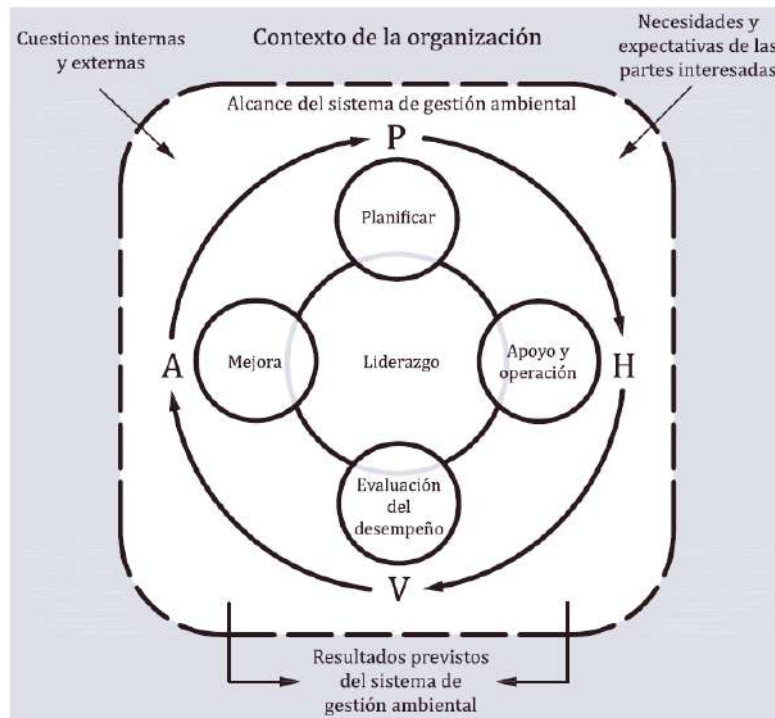 Cuestiones internas
y externas
Contexto de la organización
Necesidades y
expectativas de las
partes interesadas
Alcance del sistema de gestión ambiental
P
Planificar
A
Mejora
Liderazgo
Apoyo y
operación
H
Evaluación
del
desempeño
V
Resultados previstos
del sistema de
gestión ambiental